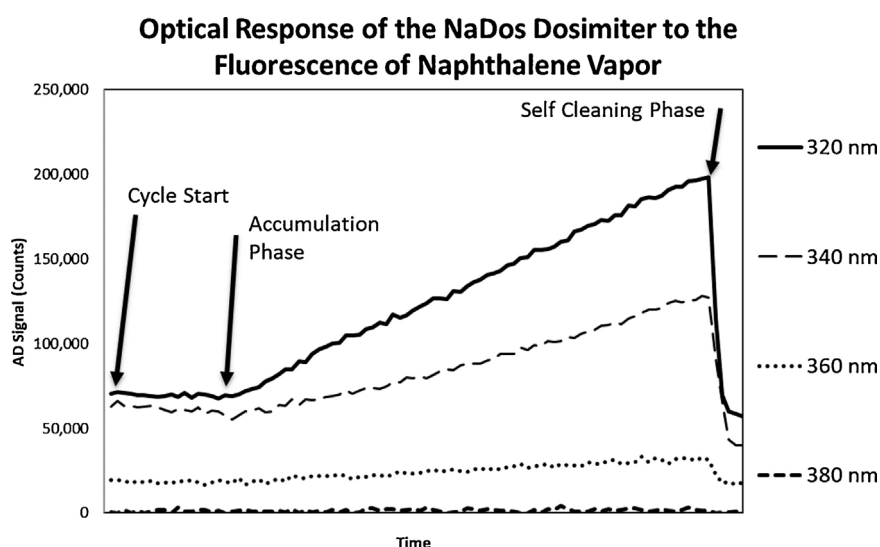 Optical Response of the NaDos Dosimiter to the
Fluorescence of Naphthalene Vapor
250,000
200,000
150,000
100,000
50,000
0
AD Signal (Counts)
Time
Cycle Start
Accumulation
Phase
Self Cleaning Phase
320 nm
340 nm
360 nm
380 nm